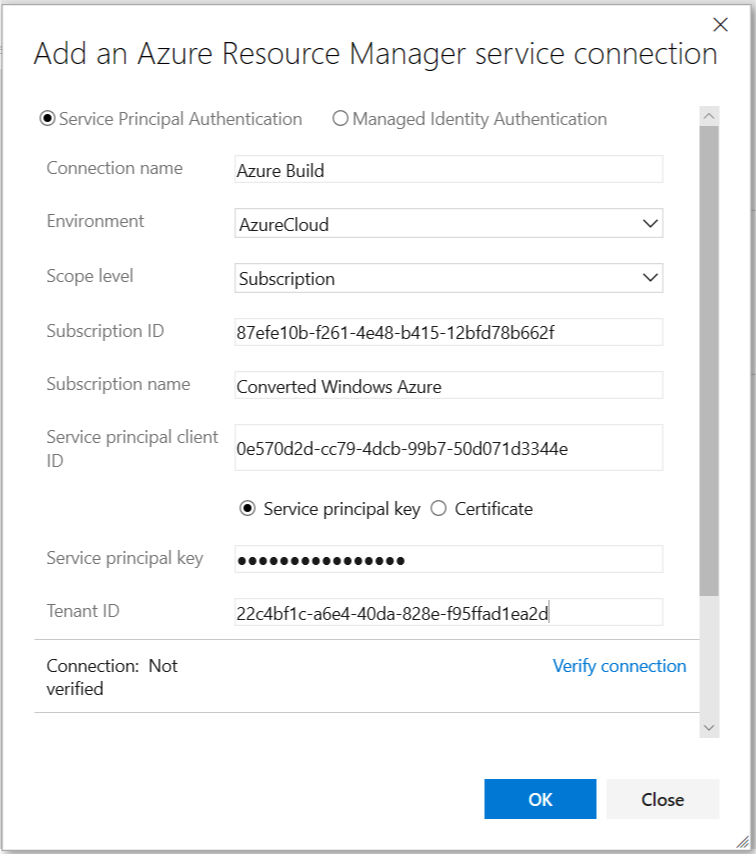 Add an Azure Resource Manager service connection
Service Principal Authentication Managed Identity Authentication
Connection name Azure Build
Environment AzureCloud
Scope level Subscription
Subscription ID 87efe10b-f261-4e48-b415-12bfd78b662f
Subscription name Converted Windows Azure
Service principal client
ID
0e570d2d-cc79-4dcb-99b7-50d071d3344e
Service principal key Certificate
Service principal key ●●●●●●●●●●●●●●●●
Tenant ID 22c4bf1c-a6e4-40da-828e-f95ffad1ea2d
Connection: Not
verified
Verify connection
OK Close